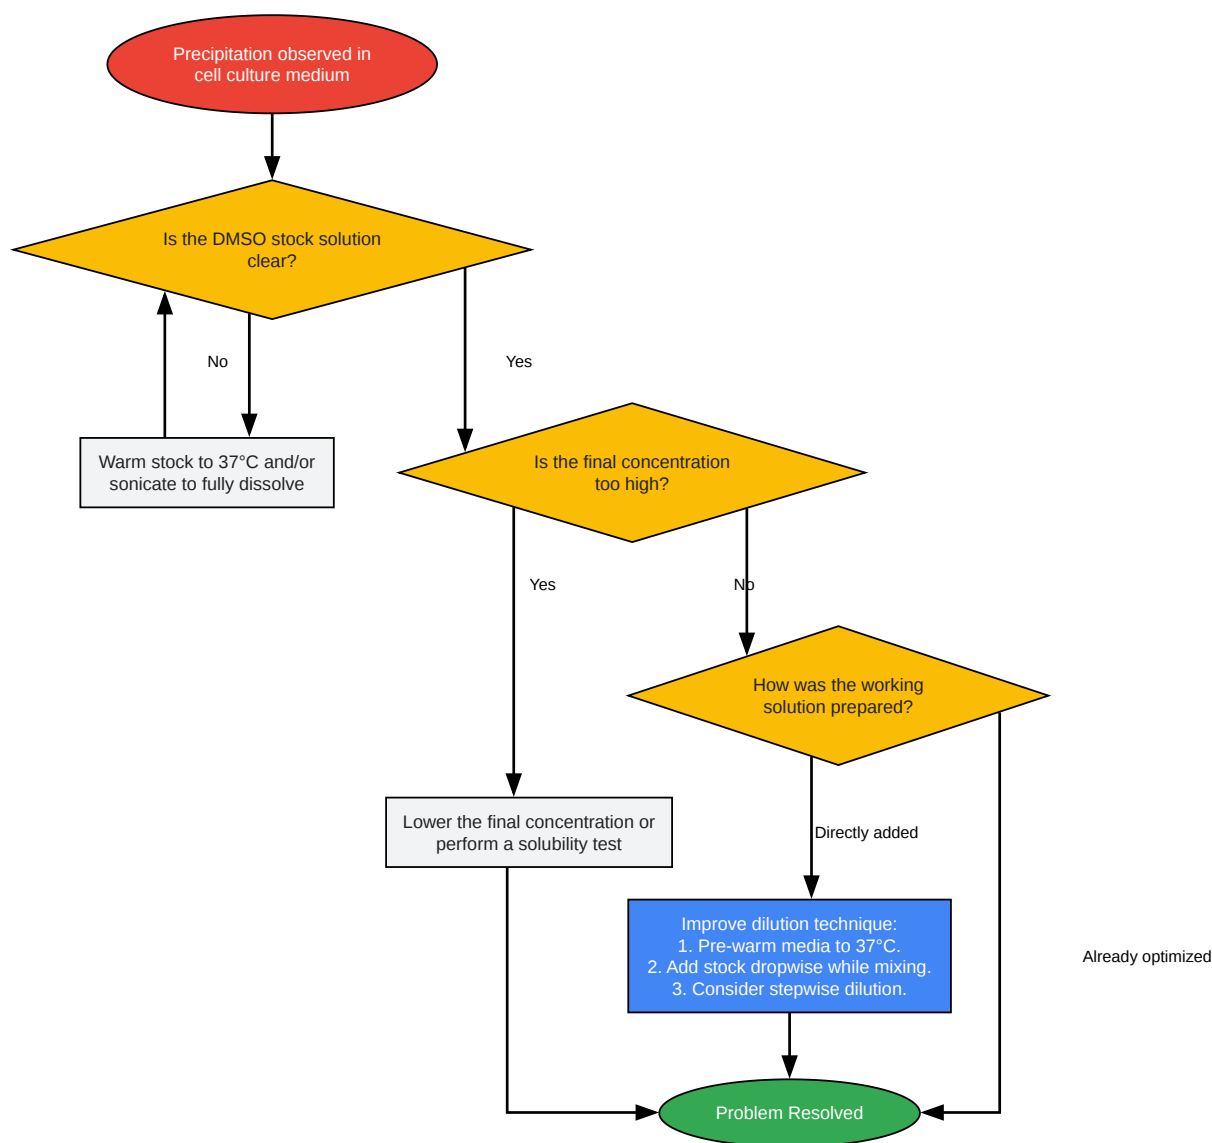 Precipitation observed in
cell culture medium
Is the DMSO stock solution
clear?
No
Yes
Warm stock to 37°C and/or
sonicate to fully dissolve
Is the final concentration
too high?
Yes
No
How was the working
solution prepared?
Lower the final concentration or
perform a solubility test
Directly added
Improve dilution technique:
1. Pre-warm media to 37°C.
2. Add stock dropwise while mixing.
3. Consider stepwise dilution.
Already optimized
Problem Resolved